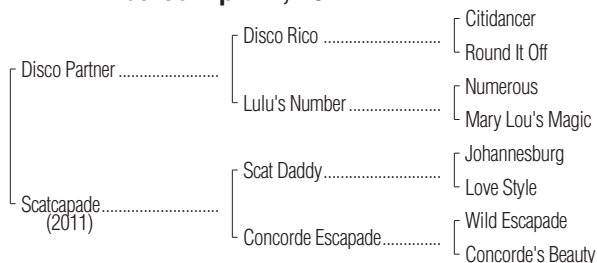 Citidancer
Disco Rico
Round It Off
Disco Partner
Numerous
Lulu's Number
Mary Lou's Magic
Johannesburg
Scat Daddy
Love Style
Scatcapade
(2011)
Wild Escapade
Concorde Escapade
Concorde's Beauty